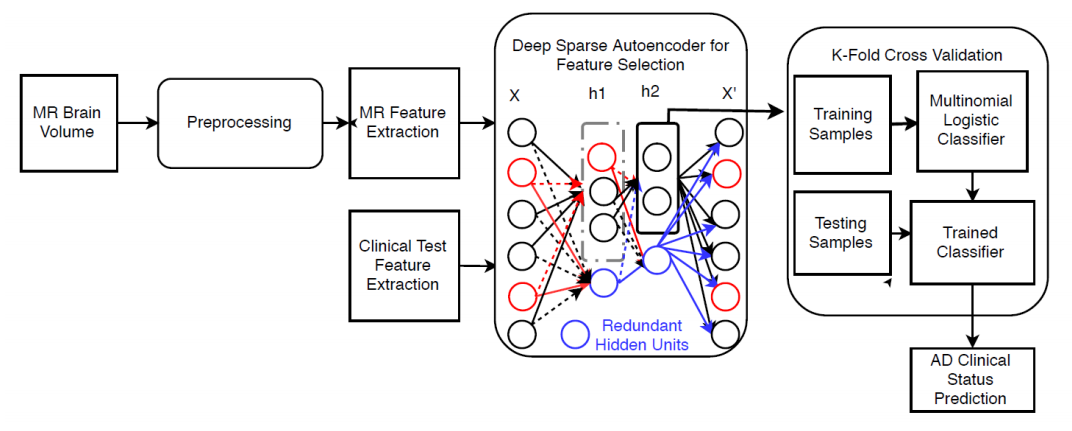 MR Brain
Volume
Preprocessing
MR Feature
Extraction
Clinical Test
Feature
Extraction
Deep Sparse Autoencoder for
Feature Selection
X
h1
h2
X'
Redundant
Hidden Units
K-Fold Cross Validation
Training
Samples
Multinomial
Logistic
Classifier
Testing
Samples
Trained
Classifier
AD Clinical
Status
Prediction